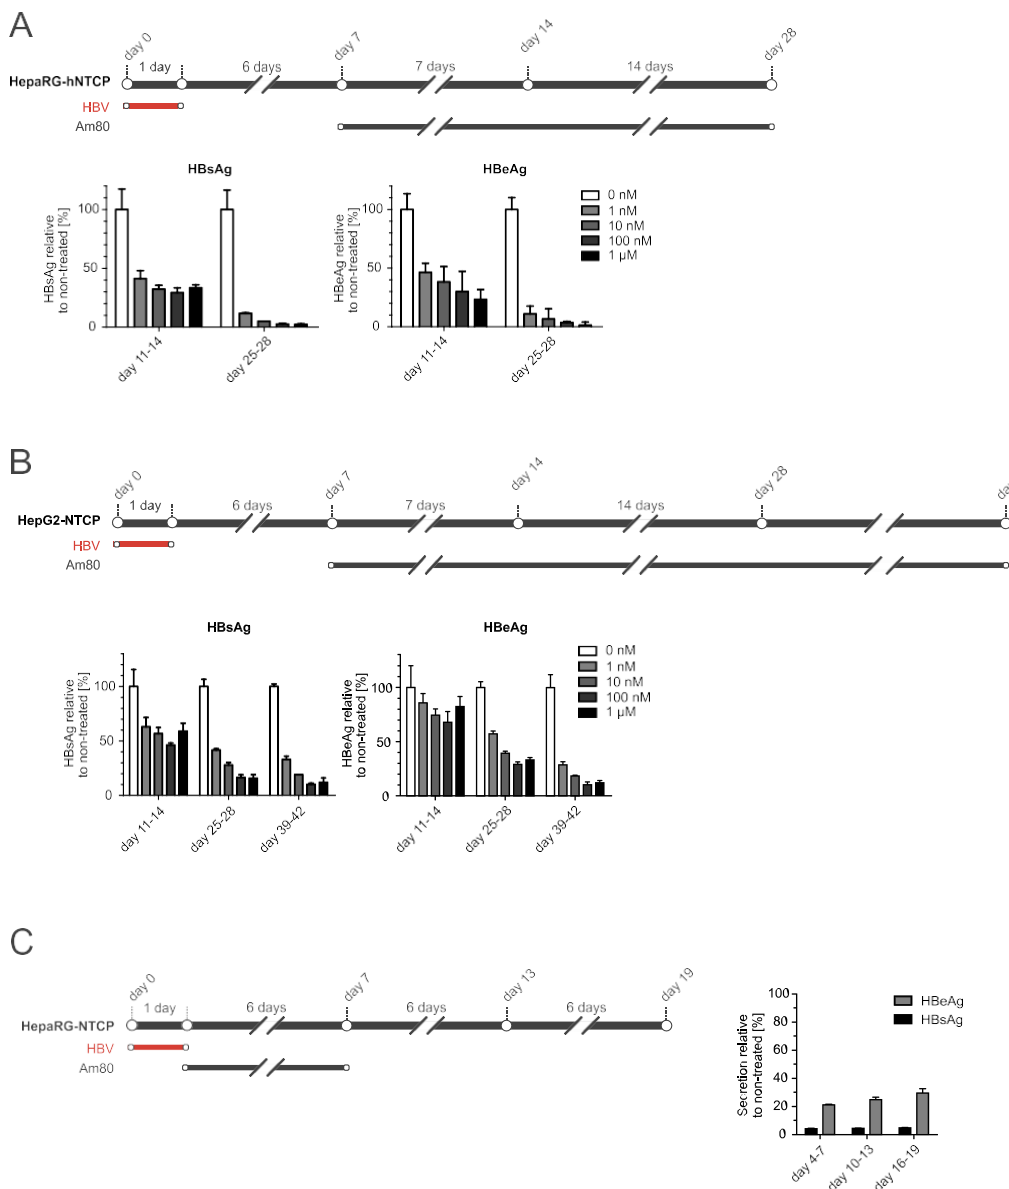 A
day 0
day 7
day 14
day 28
1 day
6 days
7 days
14 days
HepaRG-hNTCP
HBV
Am80
HBsAg
HBsAg relative
to non-treated [%]
100
50
0
day 11-14
day 25-28
HBeAg
HBeAg relative
to non-treated [%]
100
50
0
day 11-14
day 25-28
0 nM
1 nM
10 nM
100 nM
1 µM
B
day 0
day 7
day 14
day 28
day
1 day
6 days
7 days
14 days
HepG2-NTCP
HBV
Am80
HBsAg
HBsAg relative
to non-treated [%]
100
50
0
day 11-14
day 25-28
day 39-42
HBeAg
HBeAg relative
to non-treated [%]
100
50
0
day 11-14
day 25-28
day 39-42
0 nM
1 nM
10 nM
100 nM
1 µM
C
day 0
day 7
day 13
day 19
1 day
6 days
6 days
6 days
HepaRG-NTCP
HBV
Am80
Secretion relative
to non-treated [%]
100
80
60
40
20
0
day 4-7
day 10-13
day 16-19
HBeAg
HBsAg